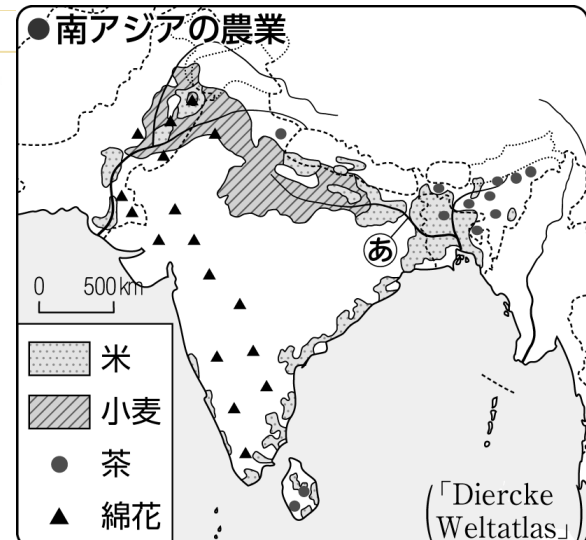 ●南アジアの農業
あ
0 500km
米
小麦
茶
綿花
(「Diercke
Weltatlas」)